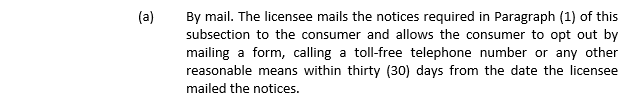 (a) By mail. The licensee mails the notices required in Paragraph (1) of this
subsection to the consumer and allows the consumer to opt out by
mailing a form, calling a toll-free telephone number or any other
reasonable means within thirty (30) days from the date the licensee
mailed the notices.